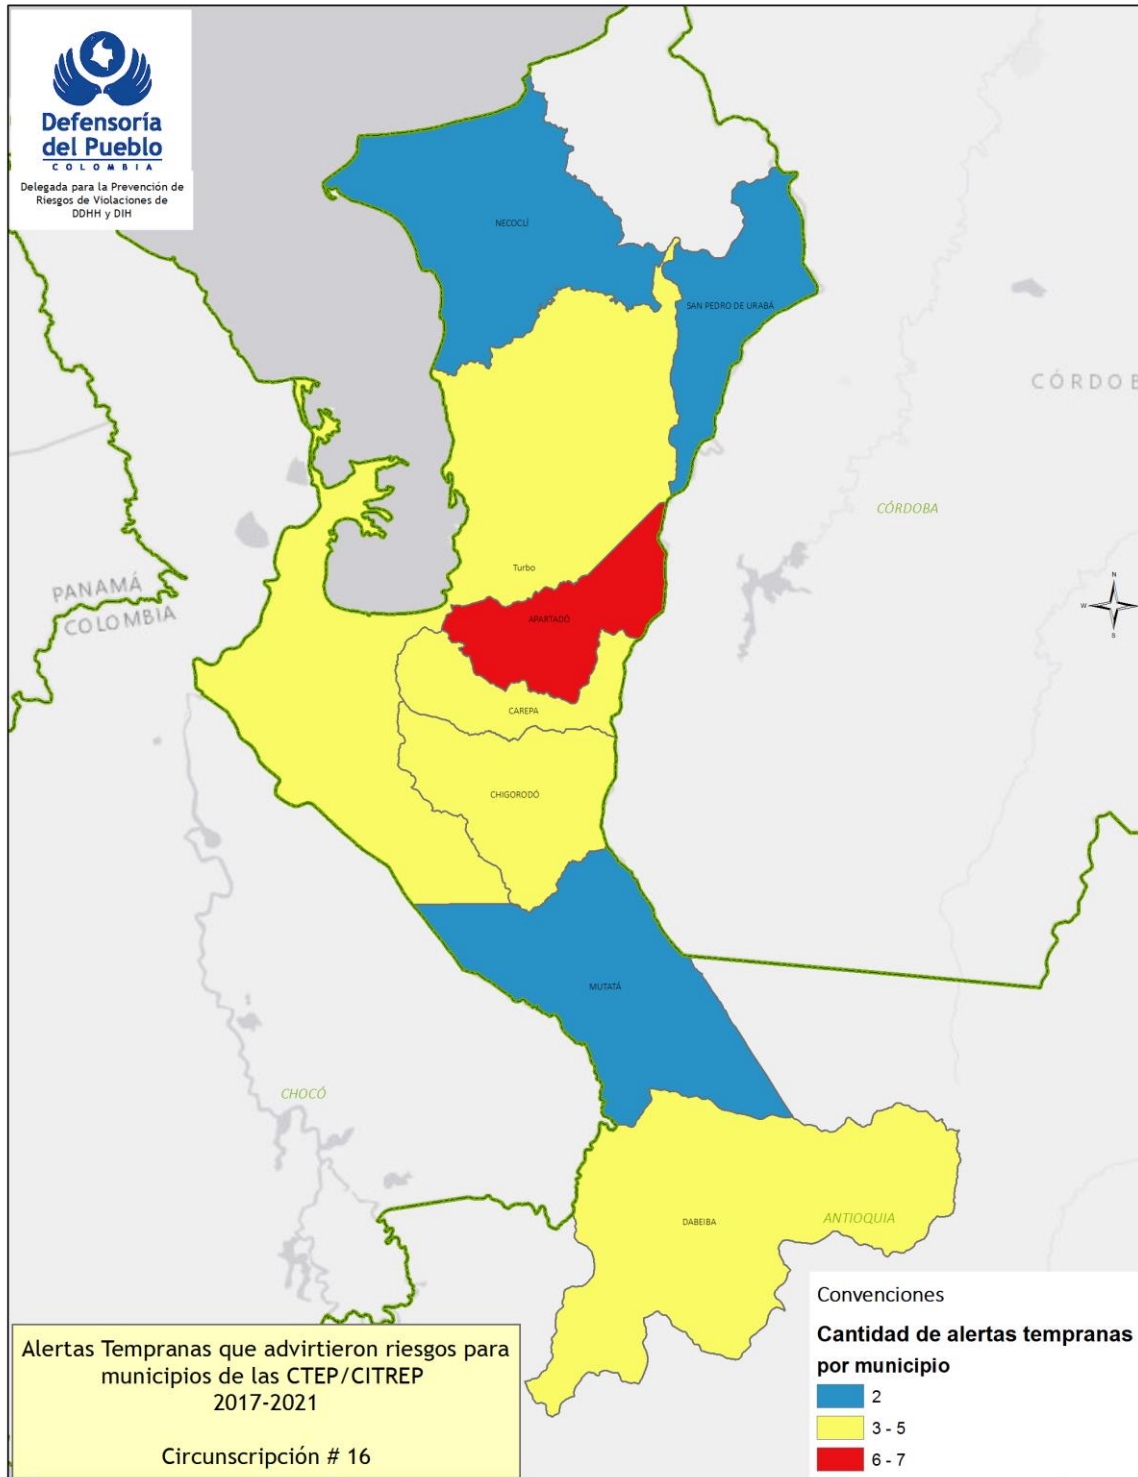 Defensoría
del Pueblo
COLOMBIA
Delegada para la Prevención de
Riesgos de Violaciones de
DDHH y DIH
NECOCLÍ
SAN PEDRO DE URABÁ
CÓRDOB
CÓRDOBA
PANAMÁ
COLOMBIA
Turbo
APARTADÓ
N
W
S
CAREPA
CHIGORODÓ
MUTATÁ
CHOCÓ
DABEIBA
ANTIOQUIA
Alertas Tempranas que advirtieron riesgos para
municipios de las CTEP/CITREP
2017-2021
Circunscripción # 16
Convenciones
Cantidad de alertas tempranas
por municipio
2
3 - 5
6 - 7